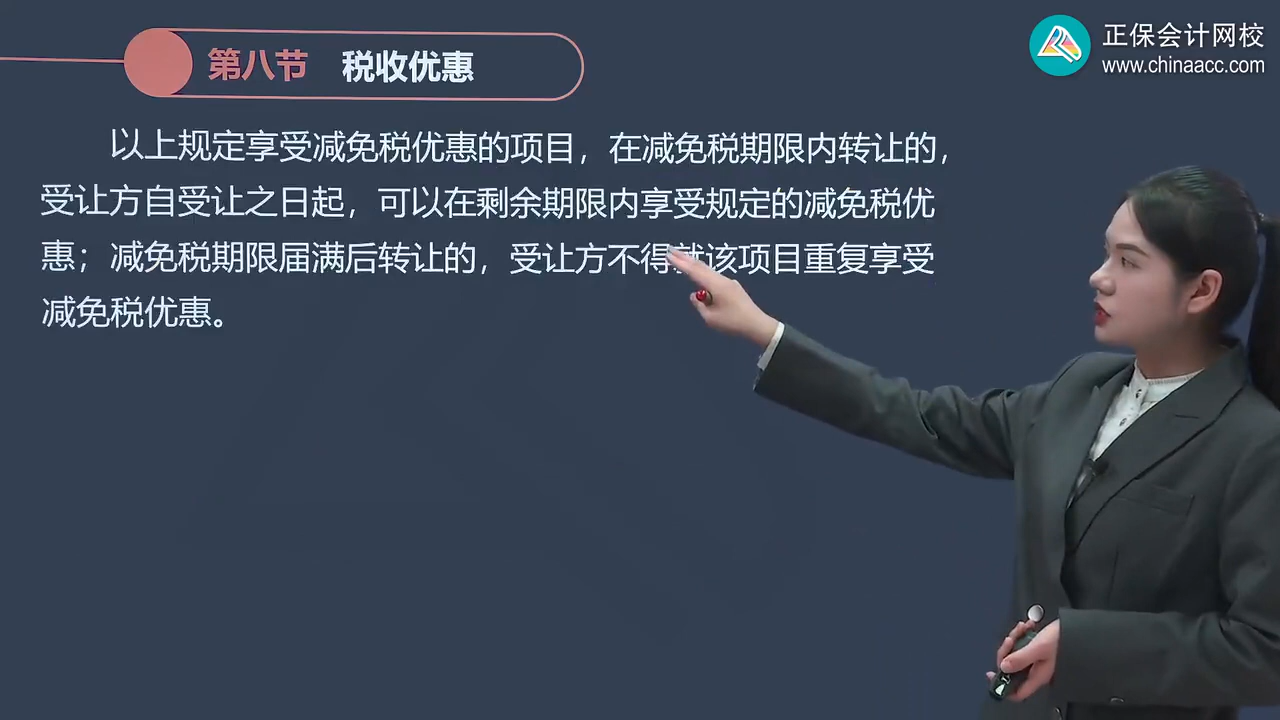 第八节 税收优惠
正保会计网校
www.chinaacc.com
以上规定享受减免税优惠的项目，在减免税期限内转让的，
受让方自受让之日起，可以在剩余期限内享受规定的减免税优
惠；减免税期限届满后转让的，受让方不得就该项目重复享受
减免税优惠。